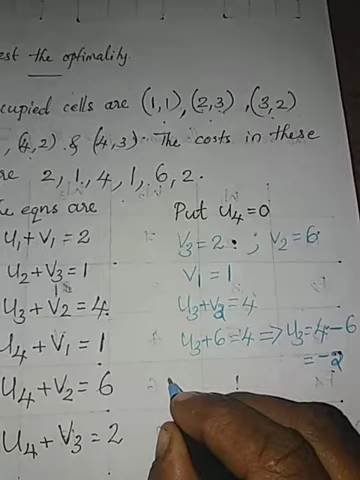 est the optimality.
cupied cells are (1,1), (2,3), (3,2)
, (4,2) & (4,3). The costs in these
re 2, 1, 4, 1, 6, 2.
he eqns are
Put U4=0
U1+V1=2
V3=2. ; V2=6
U2+V3=1
V1=1
U3+V2=4
U3+V2=4
U4+V1=1
U3+6=4 => U3=4-6
=-2
U4+V2=6
U4+V3=2